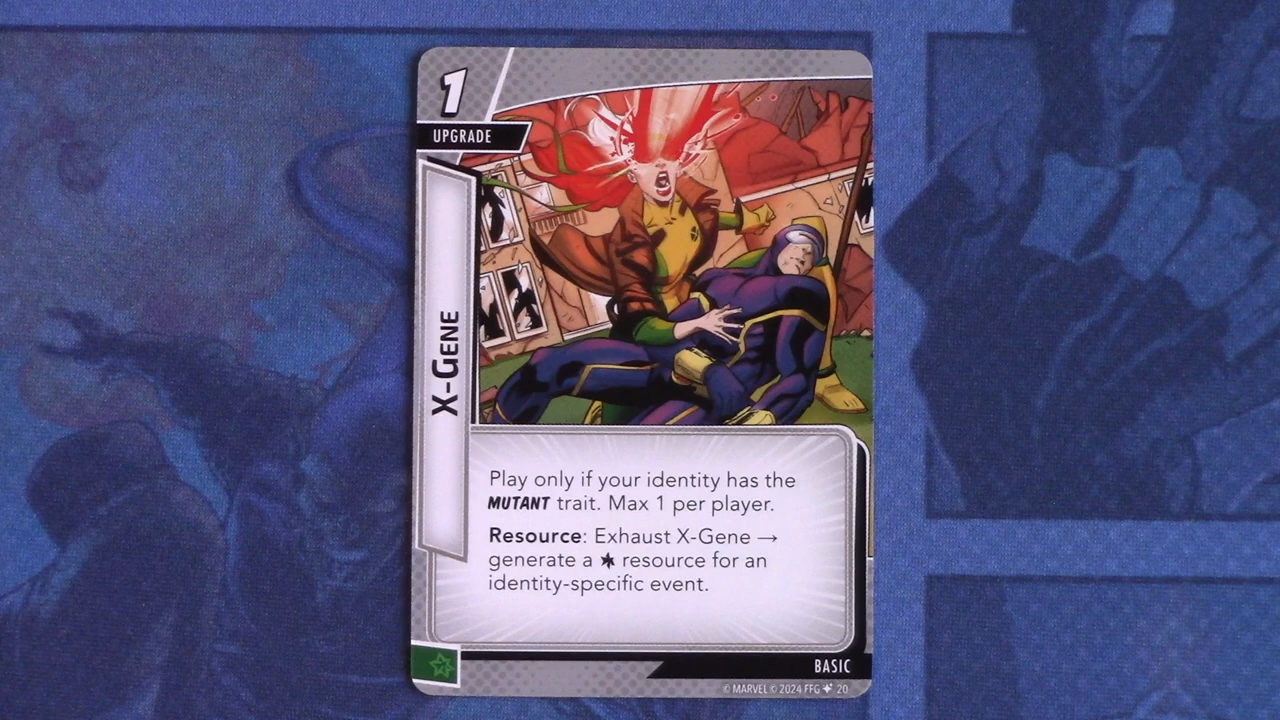 1
UPGRADE
X-GENE
Play only if your identity has the
MUTANT trait. Max 1 per player.
Resource: Exhaust X-Gene →
generate a resource for an
identity-specific event.
BASIC
© MARVEL © 2024 FFG 20